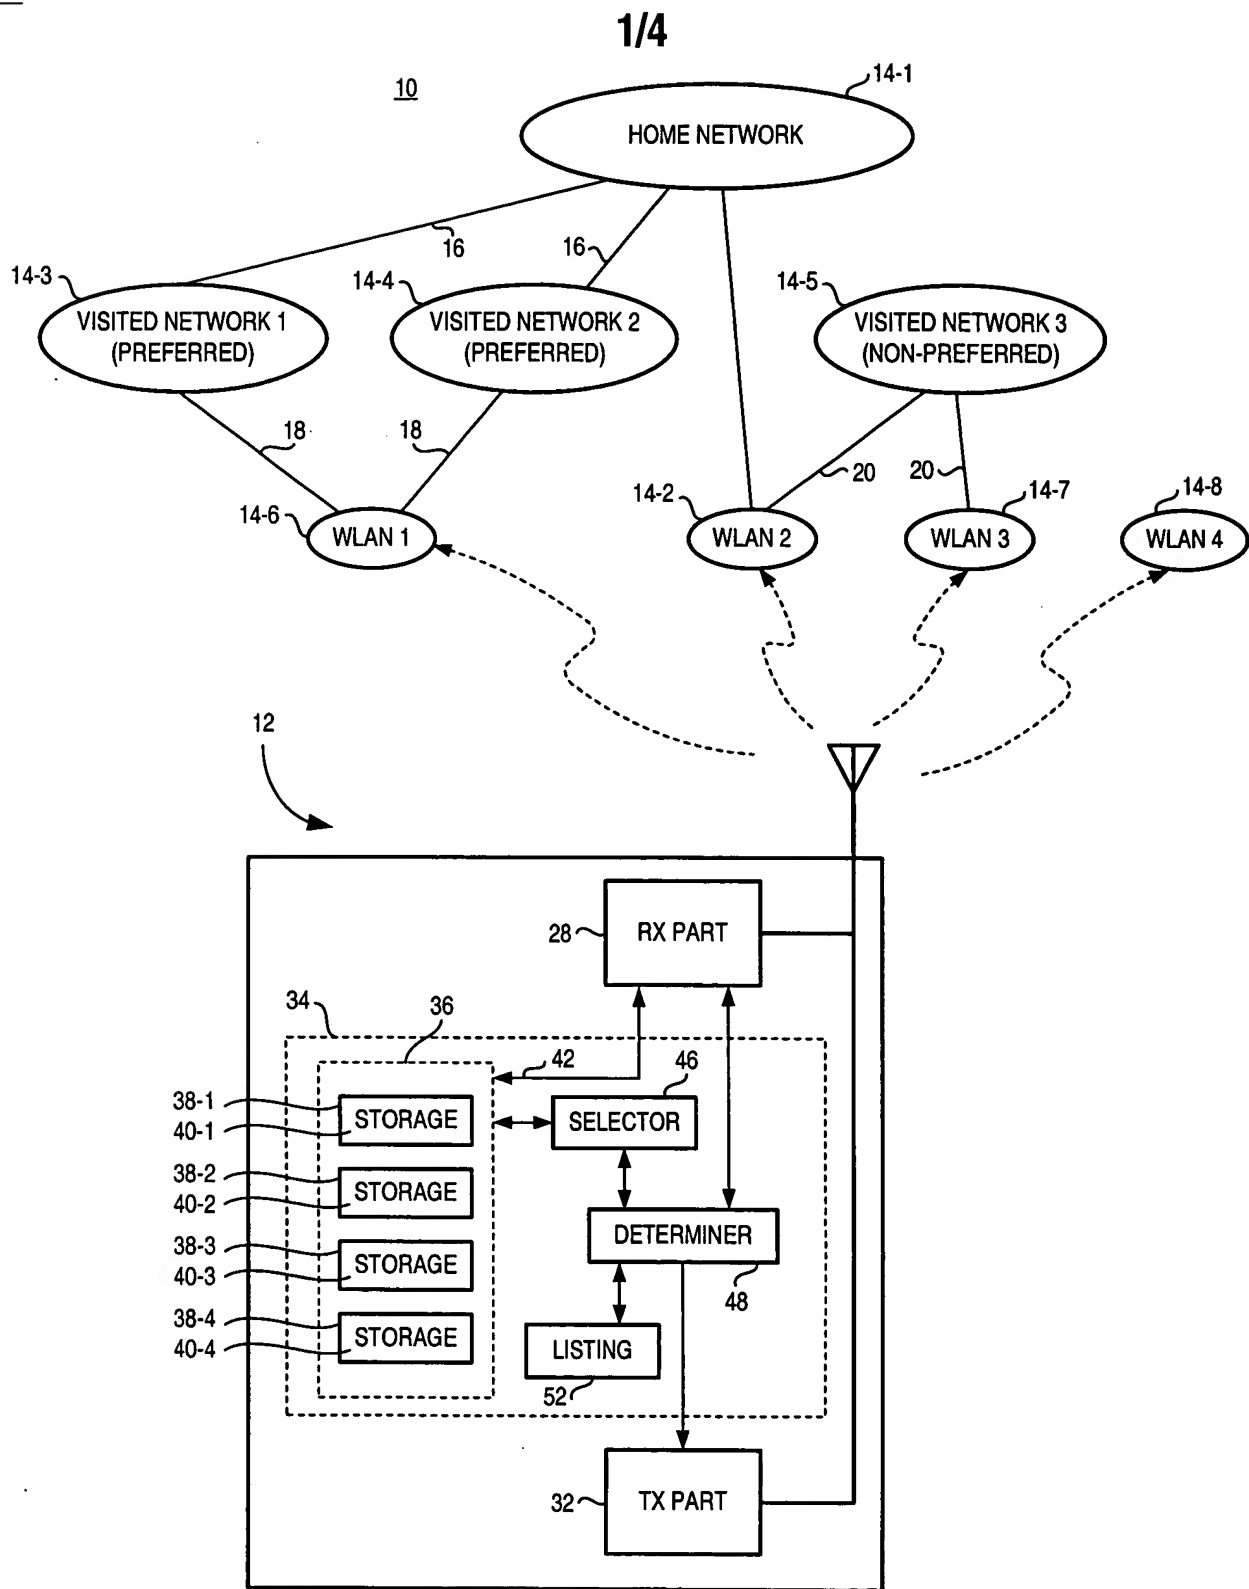 1/4
10
14-1
HOME NETWORK
16
16
14-3
14-4
14-5
VISITED NETWORK 1
(PREFERRED)
VISITED NETWORK 2
(PREFERRED)
VISITED NETWORK 3
(NON-PREFERRED)
18
18
20
20
14-6
14-2
14-7
14-8
WLAN 1
WLAN 2
WLAN 3
WLAN 4
12
28
RX PART
34
36
42
46
38-1
40-1
STORAGE
SELECTOR
38-2
40-2
STORAGE
38-3
40-3
STORAGE
DETERMINER
48
38-4
40-4
STORAGE
LISTING
52
32
TX PART